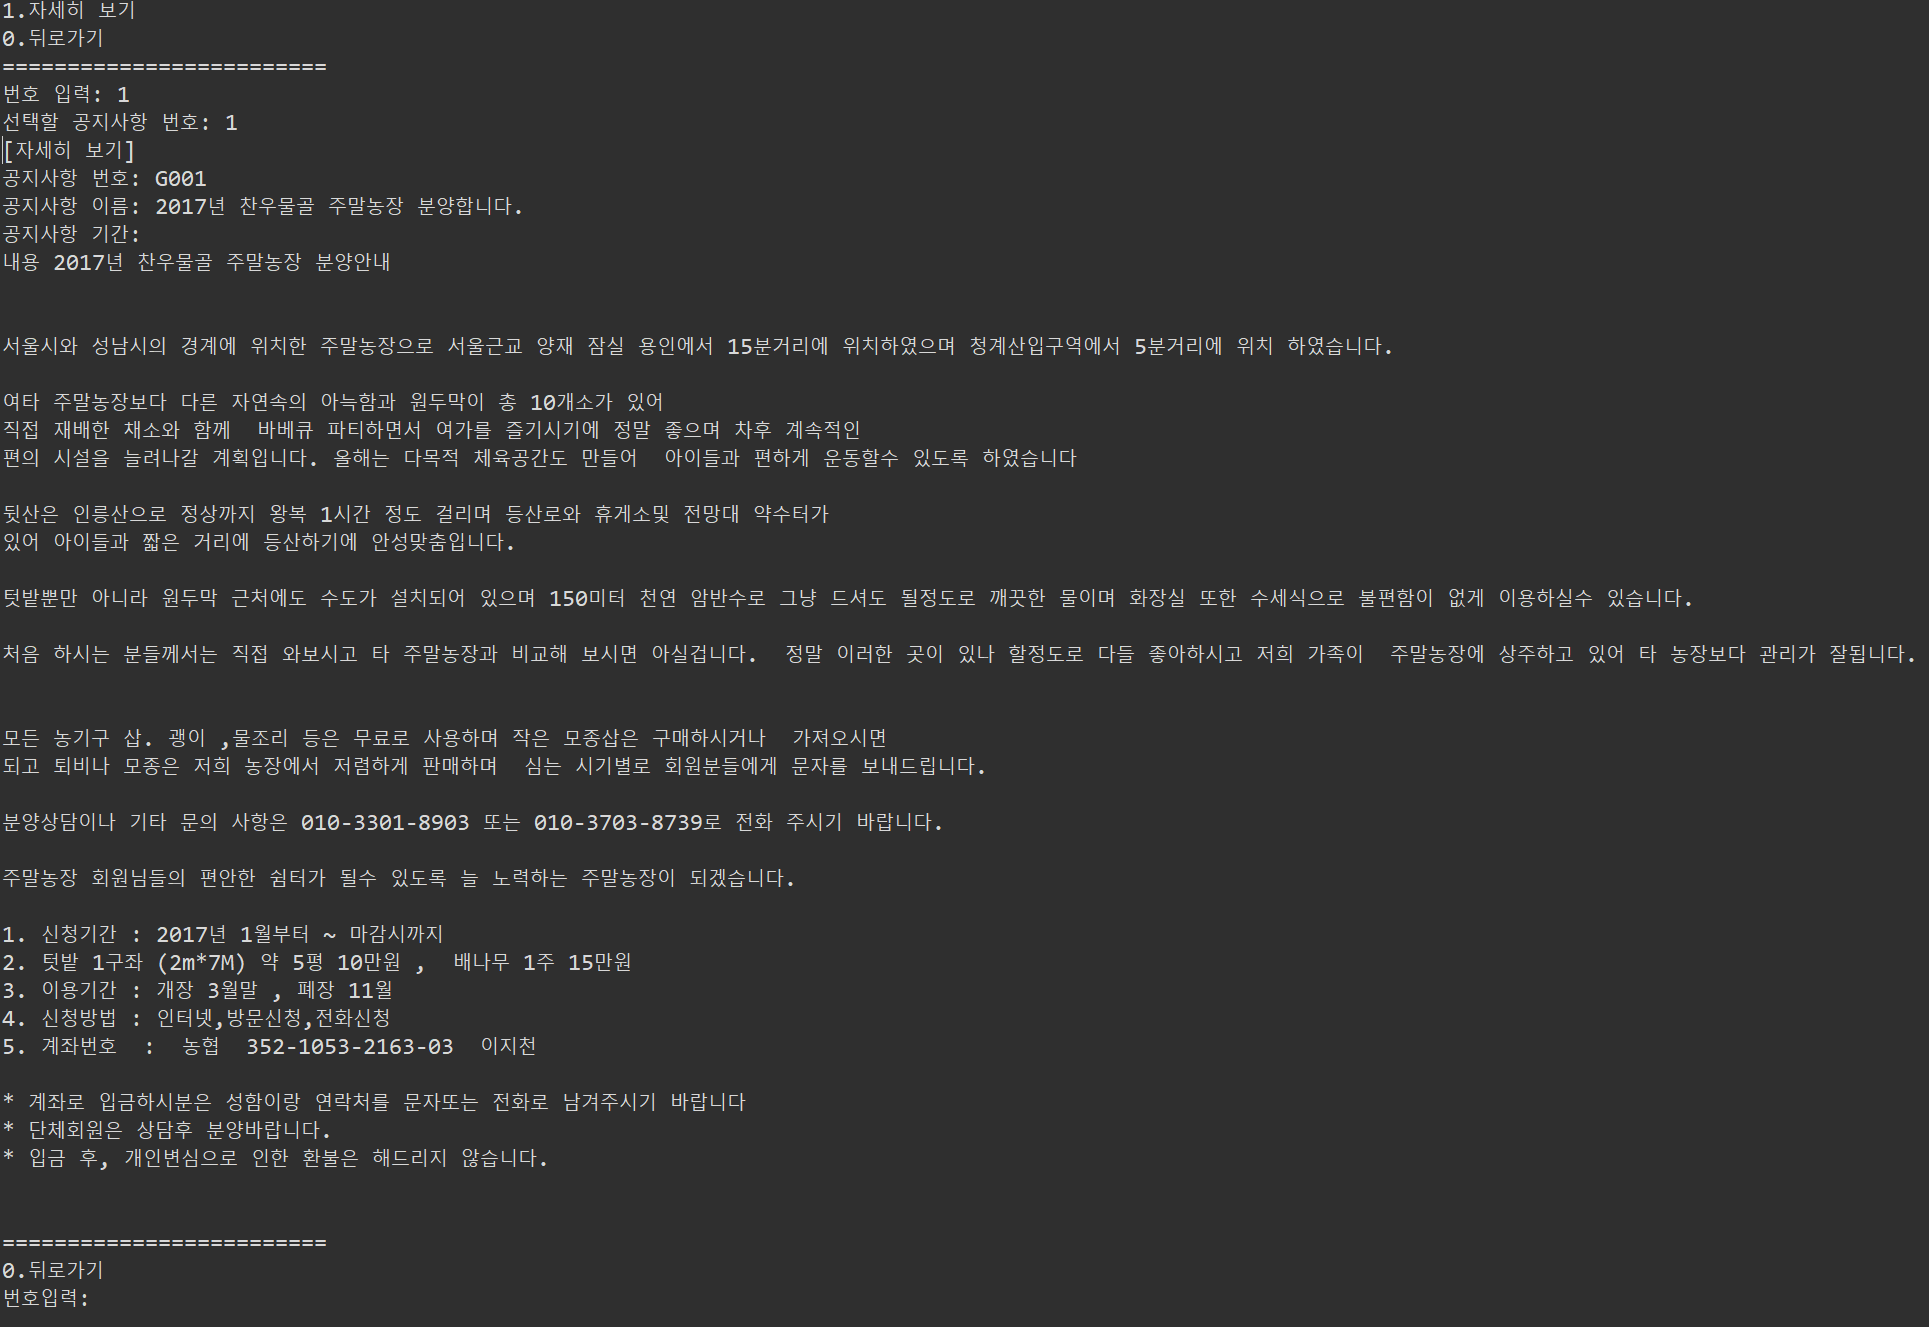 1.자세히 보기
0.뒤로가기
=========================
번호 입력: 1
선택할 공지사항 번호: 1
[자세히 보기]
공지사항 번호: G001
공지사항 이름: 2017년 찬우물골 주말농장 분양합니다.
공지사항 기간:
내용 2017년 찬우물골 주말농장 분양안내
서울시와 성남시의 경계에 위치한 주말농장으로 서울근교 양재 잠실 용인에서 15분거리에 위치하였으며 청계산입구역에서 5분거리에 위치 하였습니다.
여타 주말농장보다 다른 자연속의 아늑함과 원두막이 총 10개소가 있어
직접 재배한 채소와 함께  바베큐 파티하면서 여가를 즐기시기에 정말 좋으며 차후 계속적인
편의 시설을 늘려나갈 계획입니다. 올해는 다목적 체육공간도 만들어  아이들과 편하게 운동할수 있도록 하였습니다
뒷산은 인릉산으로 정상까지 왕복 1시간 정도 걸리며 등산로와 휴게소및 전망대 약수터가
있어 아이들과 짧은 거리에 등산하기에 안성맞춤입니다.
텃밭뿐만 아니라 원두막 근처에도 수도가 설치되어 있으며 150미터 천연 암반수로 그냥 드셔도 될정도로 깨끗한 물이며 화장실 또한 수세식으로 불편함이 없게 이용하실수 있습니다.
처음 하시는 분들께서는 직접 와보시고 타 주말농장과 비교해 보시면 아실겁니다.  정말 이러한 곳이 있나 할정도로 다들 좋아하시고 저희 가족이  주말농장에 상주하고 있어 타 농장보다 관리가 잘됩니다.
모든 농기구 삽. 괭이 ,물조리 등은 무료로 사용하며 작은 모종삽은 구매하시거나  가져오시면
되고 퇴비나 모종은 저희 농장에서 저렴하게 판매하며  심는 시기별로 회원분들에게 문자를 보내드립니다.
분양상담이나 기타 문의 사항은 010-3301-8903 또는 010-3703-8739로 전화 주시기 바랍니다.
주말농장 회원님들의 편안한 쉼터가 될수 있도록 늘 노력하는 주말농장이 되겠습니다.
1. 신청기간 : 2017년 1월부터 ~ 마감시까지
2. 텃밭 1구좌 (2m*7M) 약 5평 10만원 ,  배나무 1주 15만원
3. 이용기간 : 개장 3월말 , 폐장 11월
4. 신청방법 : 인터넷,방문신청,전화신청
5. 계좌번호  :  농협  352-1053-2163-03  이지천
* 계좌로 입금하시분은 성함이랑 연락처를 문자또는 전화로 남겨주시기 바랍니다
* 단체회원은 상담후 분양바랍니다.
* 입금 후, 개인변심으로 인한 환불은 해드리지 않습니다.
=========================
0.뒤로가기
번호입력: